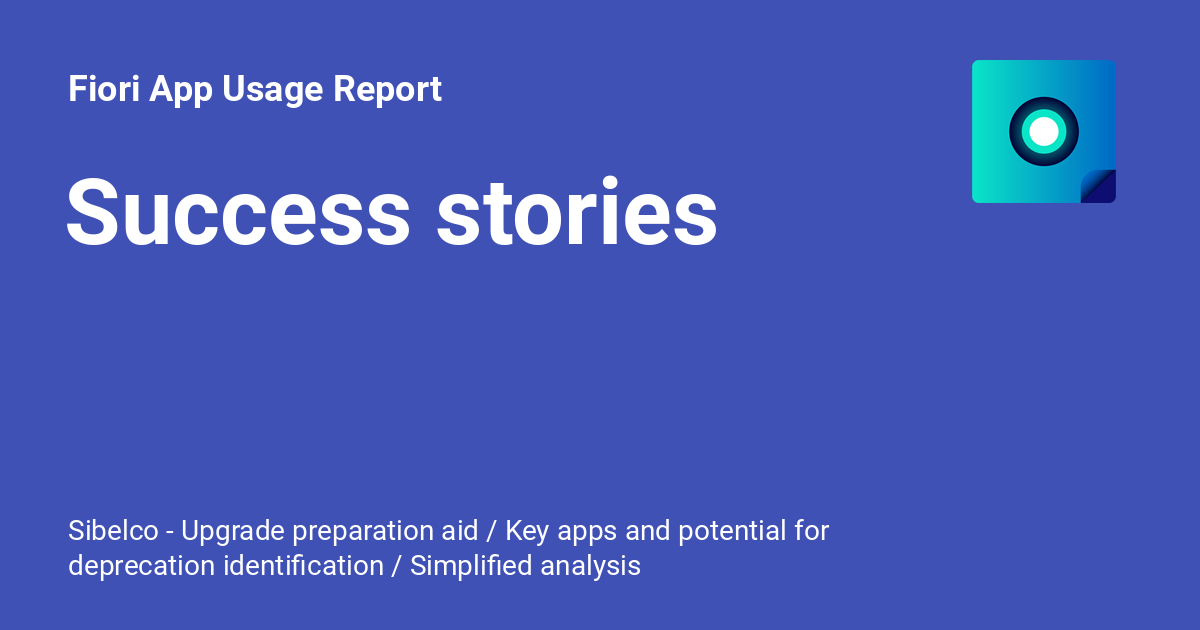 Fiori App Usage Report
Success stories
Sibelco - Upgrade preparation aid / Key apps and potential for
deprecation identification / Simplified analysis